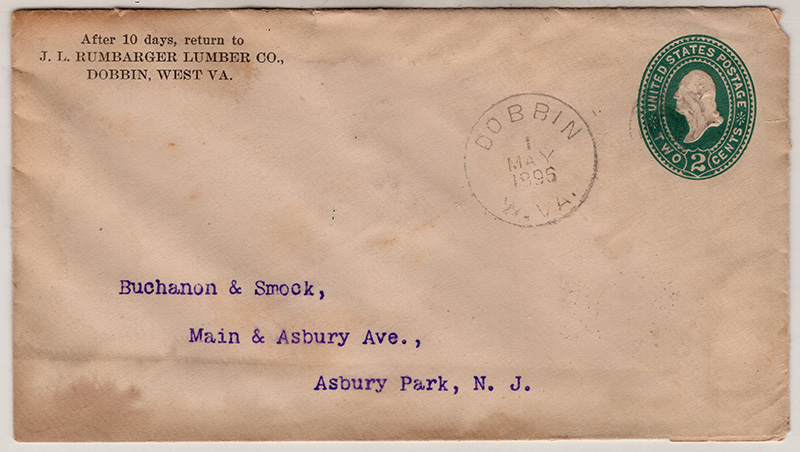 After 10 days, return to
J. L. RUMBARGER LUMBER CO.,
DOBBIN, WEST VA.
UNITED STATES POSTAGE
TWO 2 CENTS
DOBBIN
1
MAY
1896
W. VA.
Buchanon & Smock,
Main & Asbury Ave.,
Asbury Park, N. J.